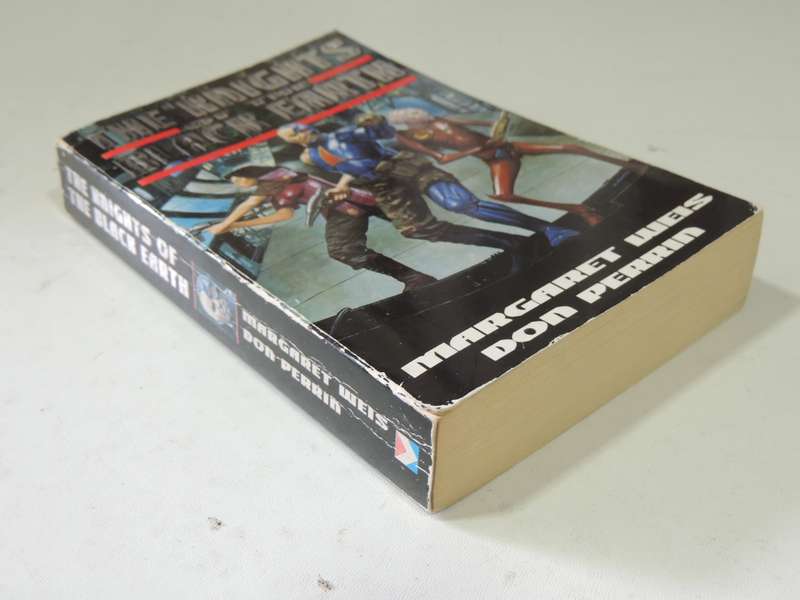 THE KNIGHTS
OF THE
BLACK EARTH
MARGARET WEIS
DON PERRIN
THE KNIGHTS OF
THE BLACK EARTH
MARGARET WEIS
DON PERRIN